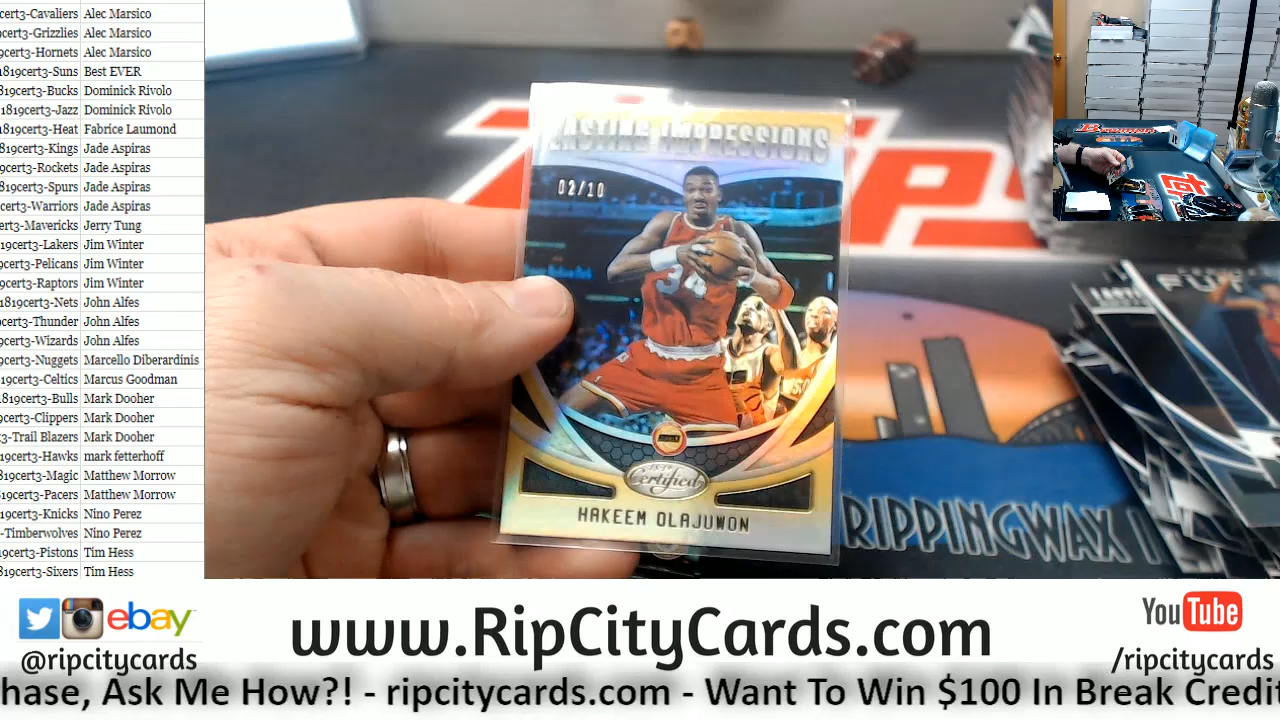 cert3-Cavaliers Alec Marsico
cert3-Grizzlies Alec Marsico
cert3-Hornets Alec Marsico
1819cert3-Suns Best EVER
819cert3-Bucks Dominick Rivolo
1819cert3-Jazz Dominick Rivolo
1819cert3-Heat Fabrice Laumond
819cert3-Kings Jade Aspiras
9cert3-Rockets Jade Aspiras
819cert3-Spurs Jade Aspiras
cert3-Warriors Jade Aspiras
ert3-Mavericks Jerry Tung
19cert3-Lakers Jim Winter
9cert3-Pelicans Jim Winter
9cert3-Raptors Jim Winter
1819cert3-Nets John Alfes
cert3-Thunder John Alfes
cert3-Wizards John Alfes
cert3-Nuggets Marcello Diberardinis
19cert3-Celtics Marcus Goodman
1819cert3-Bulls Mark Dooher
9cert3-Clippers Mark Dooher
3-Trail Blazers Mark Dooher
9cert3-Hawks mark fetterhoff
819cert3-Magic Matthew Morrow
819cert3-Pacers Matthew Morrow
9cert3-Knicks Nino Perez
-Timberwolves Nino Perez
19cert3-Pistons Tim Hess
819cert3-Sixers Tim Hess
LASTING IMPRESSIONS
02/10
34
18-19
Certified
HAKEEM OLAJUWON
FUT
RIPPINGWAX
ebay
@ripcitycards
www.RipCityCards.com
YouTube
/ripcitycards
hase, Ask Me How?! - ripcitycards.com - Want To Win $100 In Break Credit